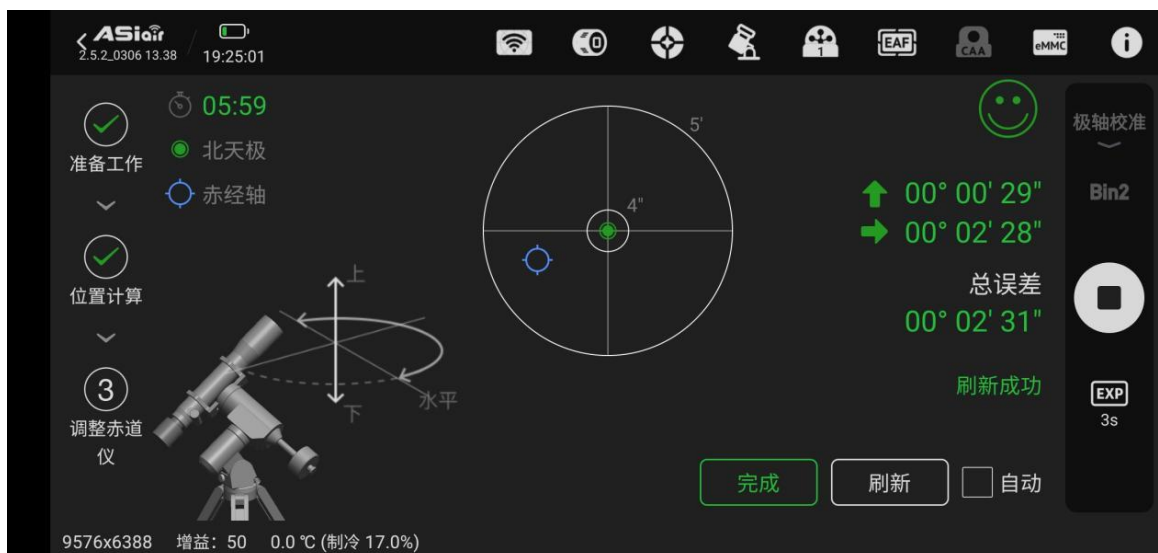 ASIair
2.5.2_0306 13.38
19:25:01
0
1
EAF
CAA
eMMC
i
05:59
北天极
赤经轴
准备工作
位置计算
3
调整赤道
仪
上
下
水平
5'
4"
00° 00' 29"
00° 02' 28"
总误差
00° 02' 31"
刷新成功
完成
刷新
自动
极轴校准
Bin2
EXP
3s
9576x6388 增益：50 0.0 ℃ (制冷 17.0%)